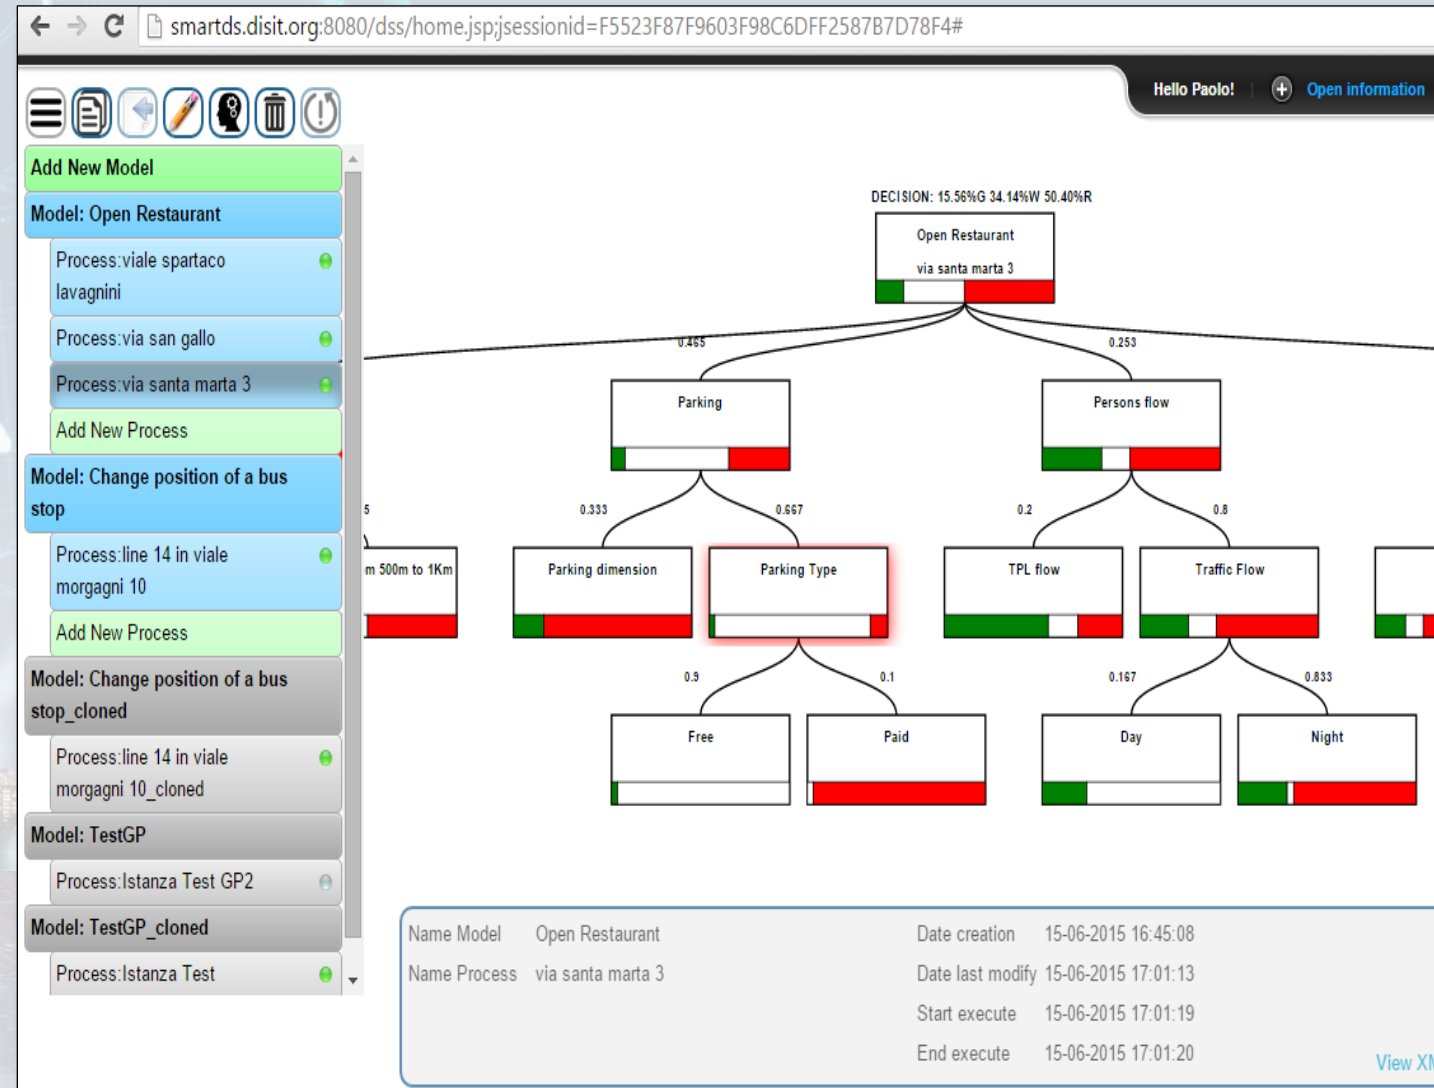 smartds.disit.org:8080/dss/home.jsp;jsessionid=F5523F87F9603F98C6DFF2587B7D78F4#
Hello Paolo!
Open information
Add New Model
Model: Open Restaurant
Process:viale spartaco
lavagnini
Process:via san gallo
Process:via santa marta 3
Add New Process
Model: Change position of a bus
stop
Process:line 14 in viale
morgagni 10
Add New Process
Model: Change position of a bus
stop_cloned
Process:line 14 in viale
morgagni 10_cloned
Model: TestGP
Process:Istanza Test GP2
Model: TestGP_cloned
Process:Istanza Test
DECISION: 15.56%G 34.14%W 50.40%R
Open Restaurant
via santa marta 3
0.465
0.253
Parking
Persons flow
5
0.333
0.667
0.2
0.8
m 500m to 1Km
Parking dimension
Parking Type
TPL flow
Traffic Flow
0.9
0.1
0.167
0.833
Free
Paid
Day
Night
Name Model Open Restaurant
Name Process via santa marta 3
Date creation 15-06-2015 16:45:08
Date last modify 15-06-2015 17:01:13
Start execute 15-06-2015 17:01:19
End execute 15-06-2015 17:01:20
View XM